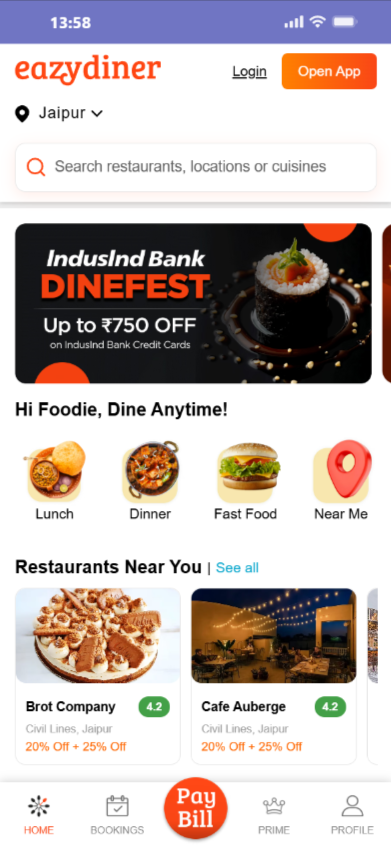 13:58
eazydiner
Login
Open App
Jaipur
Search restaurants, locations or cuisines
IndusInd Bank
DINEFEST
Up to ₹750 OFF
on IndusInd Bank Credit Cards
Hi Foodie, Dine Anytime!
Lunch
Dinner
Fast Food
Near Me
Restaurants Near You | See all
Brot Company
4.2
Civil Lines, Jaipur
20% Off + 25% Off
Cafe Auberge
4.2
Civil Lines, Jaipur
20% Off + 25% Off
HOME
BOOKINGS
Pay
Bill
PRIME
PROFILE